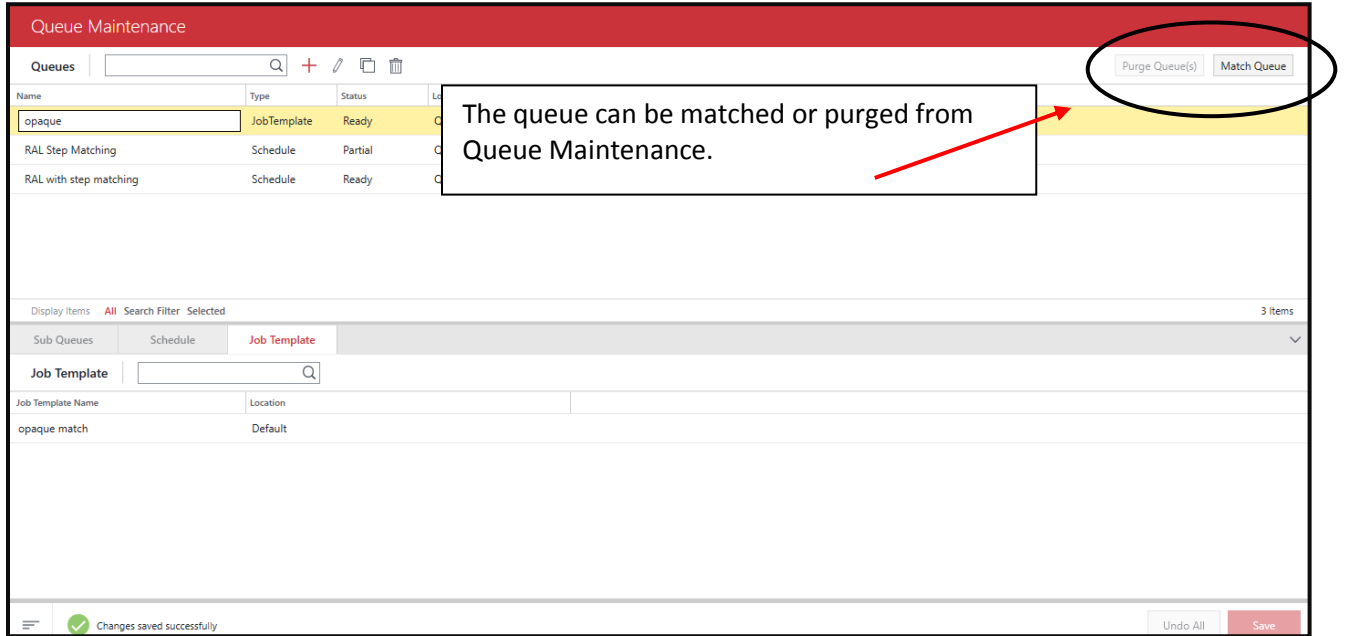 Queue Maintenance
Queues
Purge Queue(s) Match Queue
Name Type Status
The queue can be matched or purged from
Queue Maintenance.
opaque JobTemplate Ready
RAL Step Matching Schedule Partial
RAL with step matching Schedule Ready
Display Items All Search Filter Selected 3 Items
Sub Queues Schedule Job Template
Job Template
Job Template Name Location
opaque match Default
Changes saved successfully Undo All Save